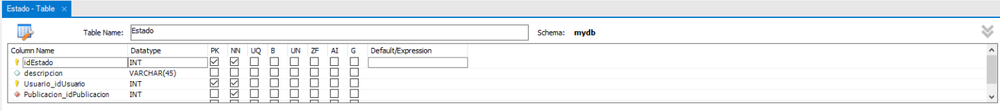 Estado - Table ×
Table Name: Estado Schema: mydb
Column Name Datatype PK NN UQ B UN ZF AI G Default/Expression
idEstado INT
descripcion VARCHAR(45)
Usuario_idUsuario INT
Publicacion_idPublicacion INT